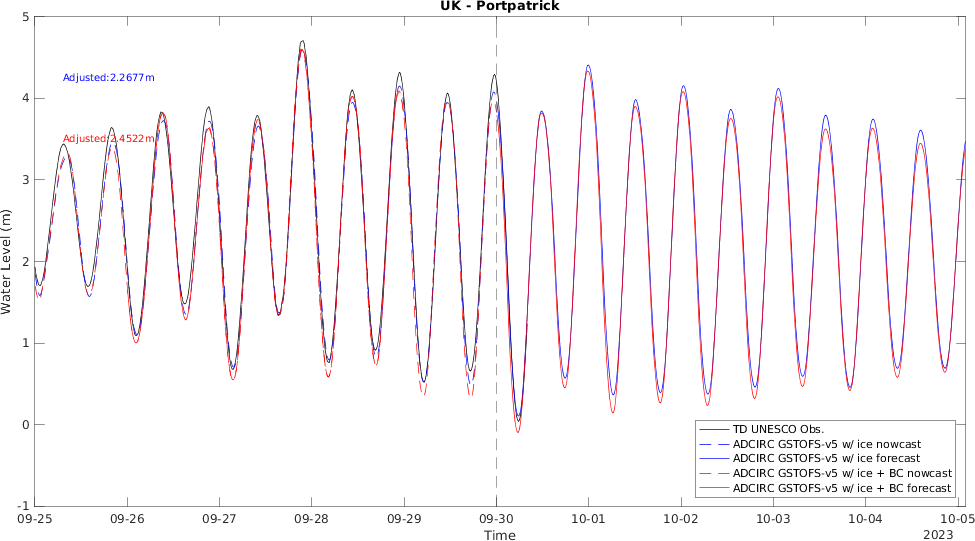 UK - Portpatrick
Adjusted:2.2677m
Adjusted:2.4522m
Water Level (m)
5
4
3
2
1
0
-1
09-25
09-26
09-27
09-28
09-29
09-30
10-01
10-02
10-03
10-04
10-05
Time
2023
TD UNESCO Obs.
ADCIRC GSTOFS-v5 w/ ice nowcast
ADCIRC GSTOFS-v5 w/ ice forecast
ADCIRC GSTOFS-v5 w/ ice + BC nowcast
ADCIRC GSTOFS-v5 w/ ice + BC forecast